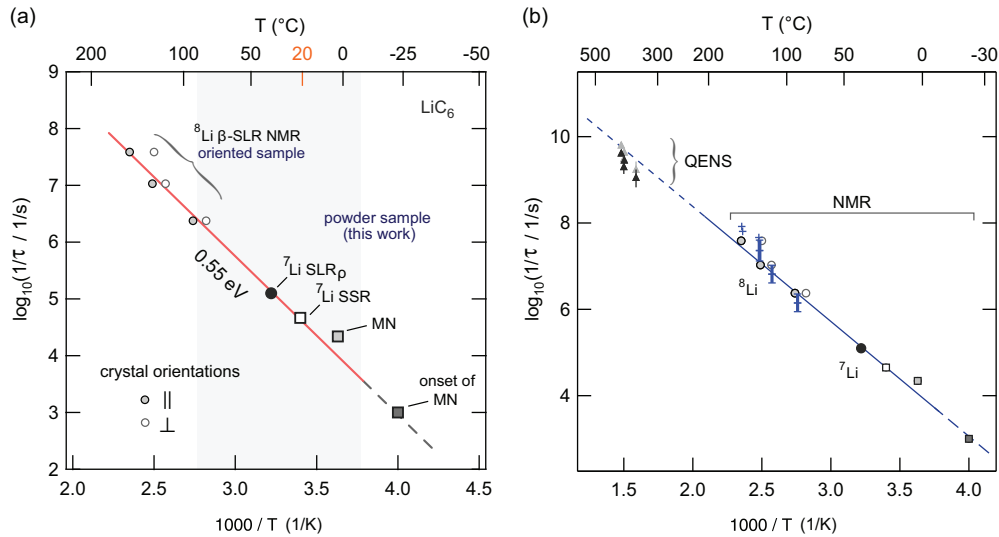 (a)
T (°C)
200
100
50
20
0
-25
-50
9
8
7
6
5
4
3
2
log₁₀(1/τ / 1/s)
LiC₆
⁸Li β-SLR NMR
oriented sample
powder sample
(this work)
0.55 eV
⁷Li SLRρ
⁷Li SSR
MN
onset of
MN
crystal orientations
||
⊥
2.0
2.5
3.0
3.5
4.0
4.5
1000 / T (1/K)
(b)
T (°C)
500
300
100
50
0
-30
10
8
6
4
log₁₀(1/τ / 1/s)
QENS
NMR
⁸Li
⁷Li
1.5
2.0
2.5
3.0
3.5
4.0
1000 / T (1/K)